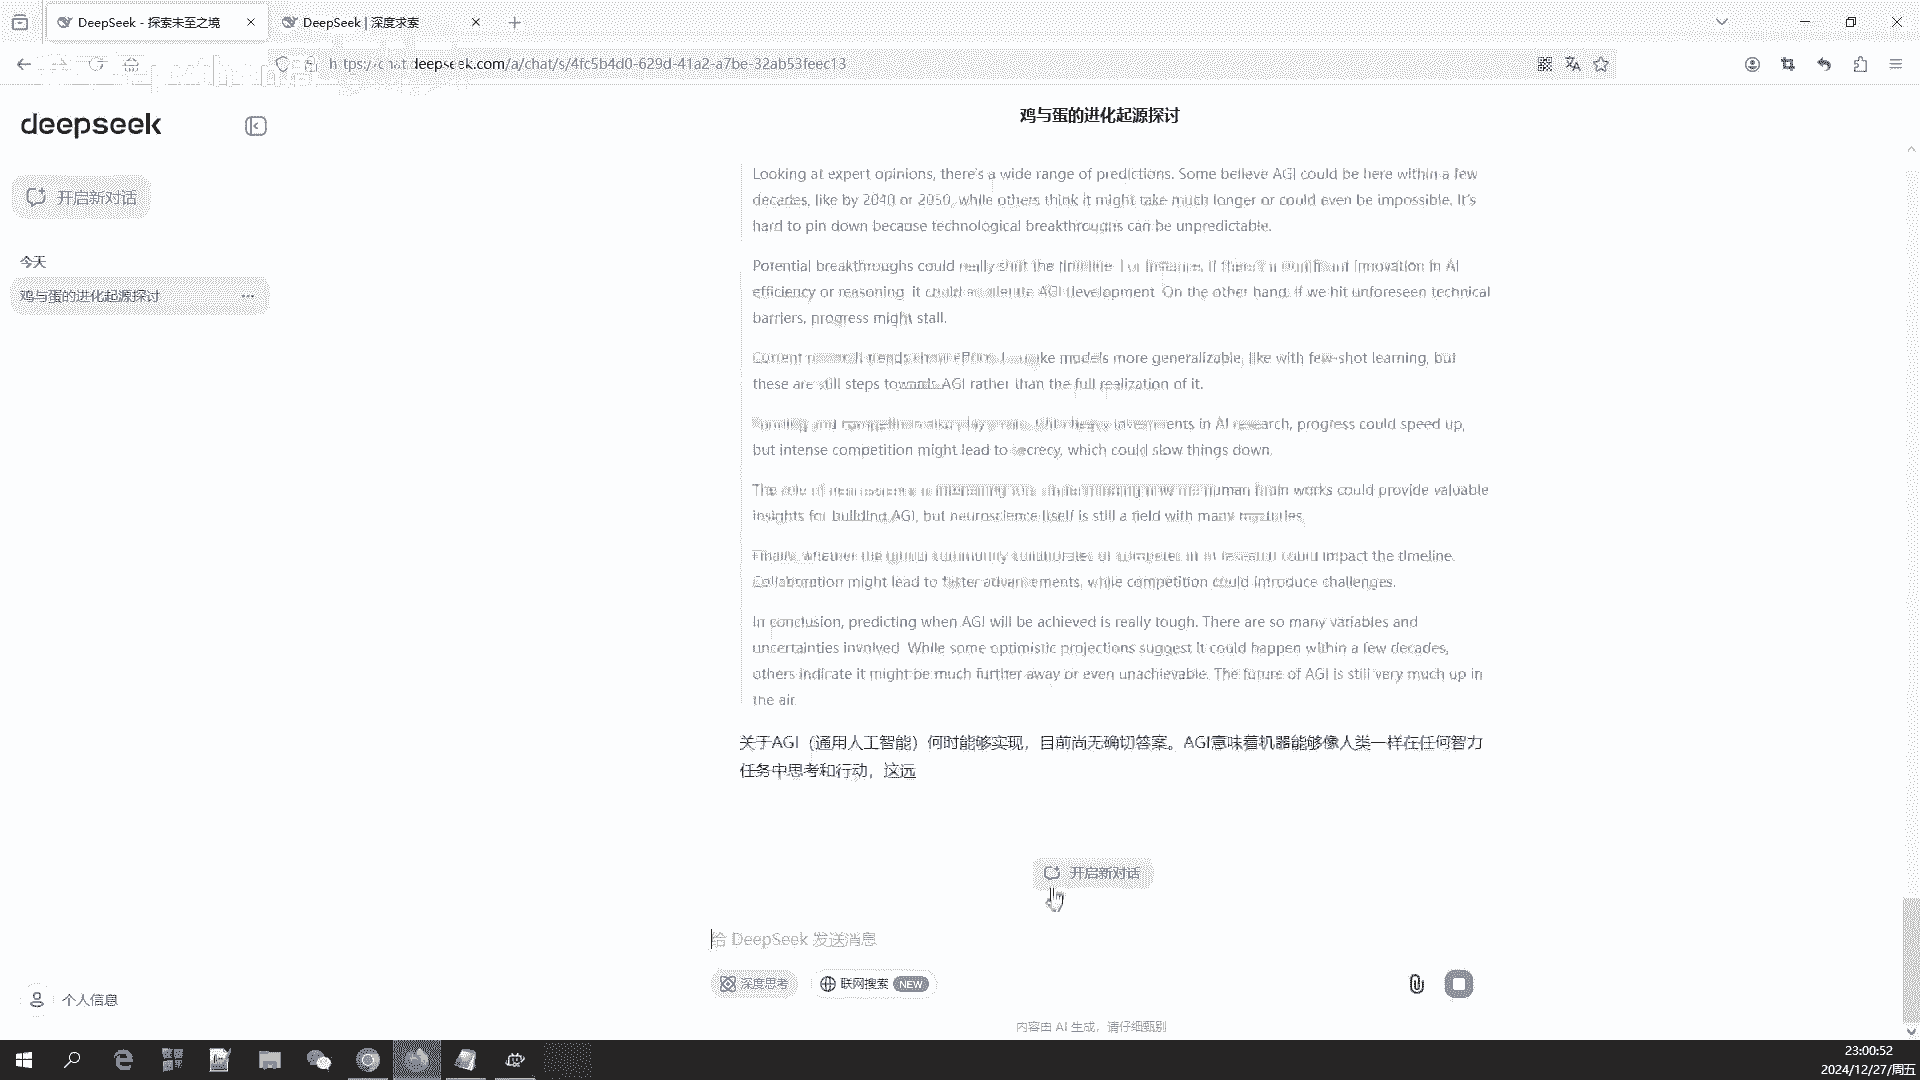 DeepSeek - 探索未至之境
DeepSeek | 深度求索
https://chat.deepseek.com/a/chat/s/4fc5b4d0-629d-41a2-a7be-32ab53feec13
deepseek
鸡与蛋的进化起源探讨
开启新对话
今天
鸡与蛋的进化起源探讨
Looking at expert opinions, there's a wide range of predictions. Some believe AGI could be here within a few
decades, like by 2040 or 2050, while others think it might take much longer or could even be impossible. It's
hard to pin down because technological breakthroughs can be unpredictable.
Potential breakthroughs could really shift the timeline. For instance, if there's a significant innovation in AI
efficiency or reasoning, it could accelerate AGI development. On the other hand, if we hit unforeseen technical
barriers, progress might stall.
Current research trends show efforts to make models more generalizable, like with few-shot learning, but
these are still steps towards AGI rather than the full realization of it.
Funding and competition also play a role. With heavy investments in AI research, progress could speed up,
but intense competition might lead to secrecy, which could slow things down.
The role of neuroscience is interesting too. Understanding how the human brain works could provide valuable
insights for building AGI, but neuroscience itself is still a field with many mysteries.
Finally, whether the global community collaborates or competes in AI research could impact the timeline.
Collaboration might lead to faster advancements, while competition could introduce challenges.
In conclusion, predicting when AGI will be achieved is really tough. There are so many variables and
uncertainties involved. While some optimistic projections suggest it could happen within a few decades,
others indicate it might be much further away or even unachievable. The future of AGI is still very much up in
the air.
关于AGI（通用人工智能）何时能够实现，目前尚无确切答案。AGI意味着机器能够像人类一样在任何智力
任务中思考和行动，这远
开启新对话
给 DeepSeek 发送消息
深度思考
联网搜索 NEW
个人信息
内容由 AI 生成，请仔细甄别
23:00:52
2024/12/27/周五